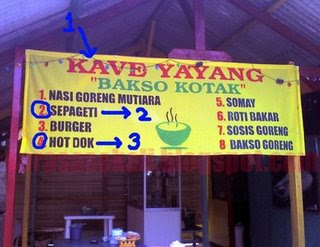 1
KAVE YAYANG
"BAKSO KOTAK"
1. NASI GORENG MUTIARA
2. SEPAGETI → 2
3. BURGER
HOT DOK → 3
5. SOMAY
6. ROTI BAKAR
7. SOSIS GORENG
8 BAKSO GORENG